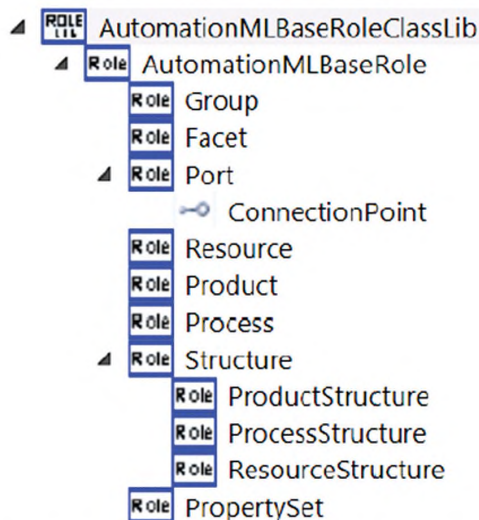 ROLE LIB AutomationMLBaseRoleClassLib
Role AutomationMLBaseRole
Role Group
Role Facet
Role Port
ConnectionPoint
Role Resource
Role Product
Role Process
Role Structure
Role ProductStructure
Role ProcessStructure
Role ResourceStructure
Role PropertySet